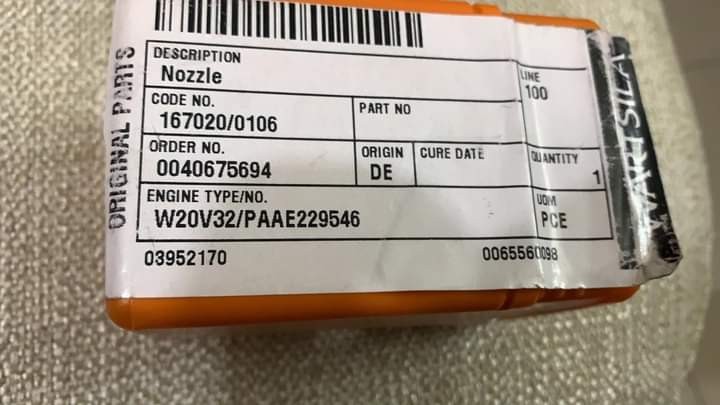 ORIGINAL PARTS
DESCRIPTION
Nozzle
LINE
100
CODE NO.
167020/0106
PART NO
ORDER NO.
0040675694
ORIGIN
DE
CURE DATE
QUANTITY
1
ENGINE TYPE/NO.
W20V32/PAAE229546
UOM
PCE
03952170
0065560098
WÄRTSILÄ